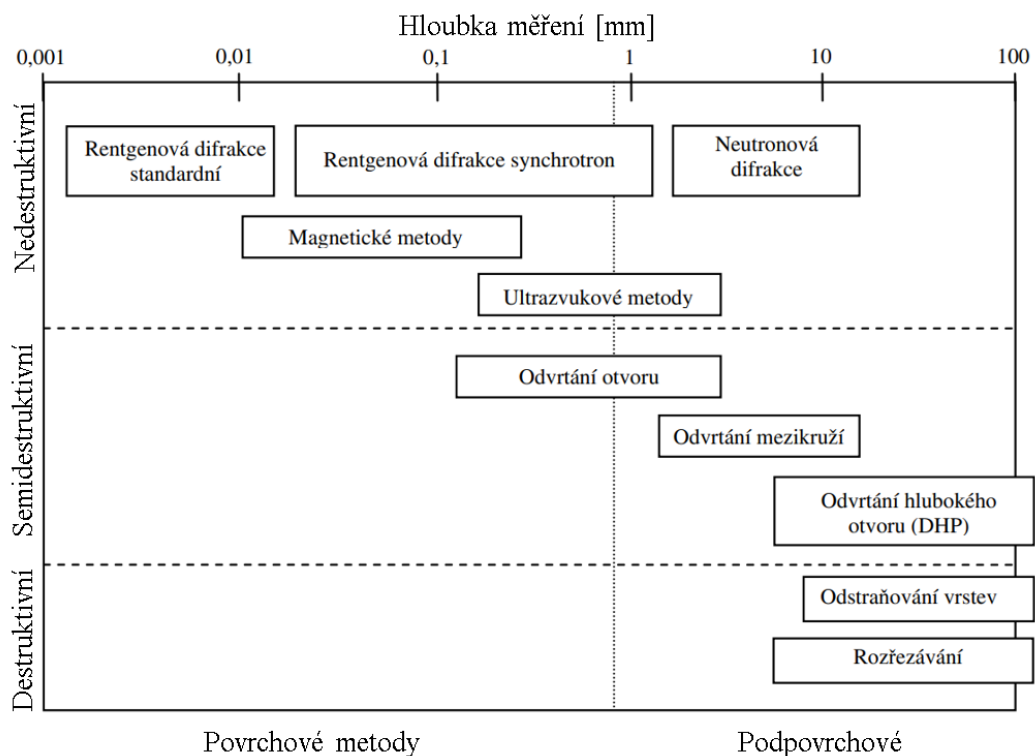 Hloubka měření [mm]
0,001 0,01 0,1 1 10 100
Nedestruktivní
Rentgenová difrakce
standardní
Rentgenová difrakce synchrotron
Neutronová
difrakce
Magnetické metody
Ultrazvukové metody
Semidestruktivní
Odvrtání otvoru
Odvrtání mezikruží
Odvrtání hlubokého
otvoru (DHP)
Destruktivní
Odstraňování vrstev
Rozřezávání
Povrchové metody
Podpovrchové